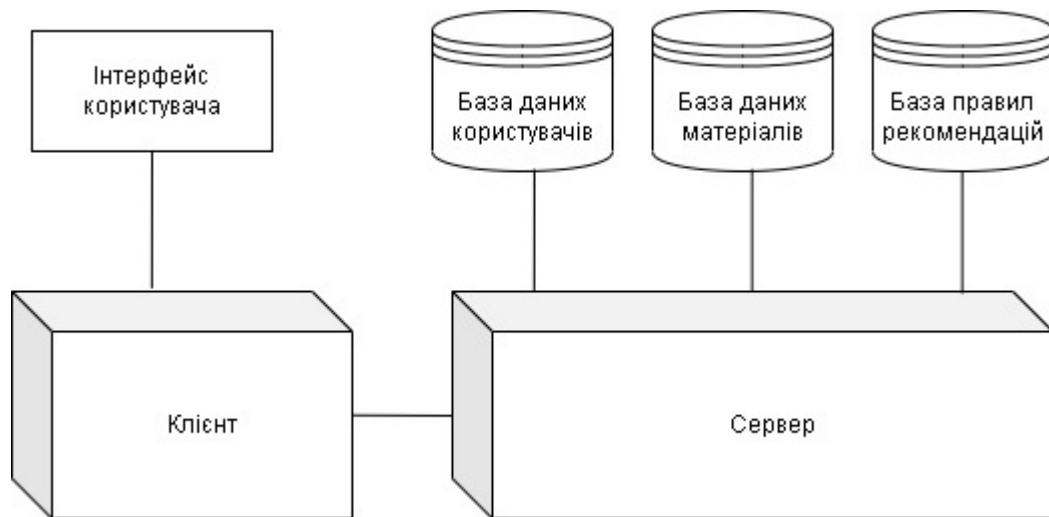 Інтерфейс
користувача
База даних
користувачів
База даних
матеріалів
База правил
рекомендацій
Клієнт
Сервер